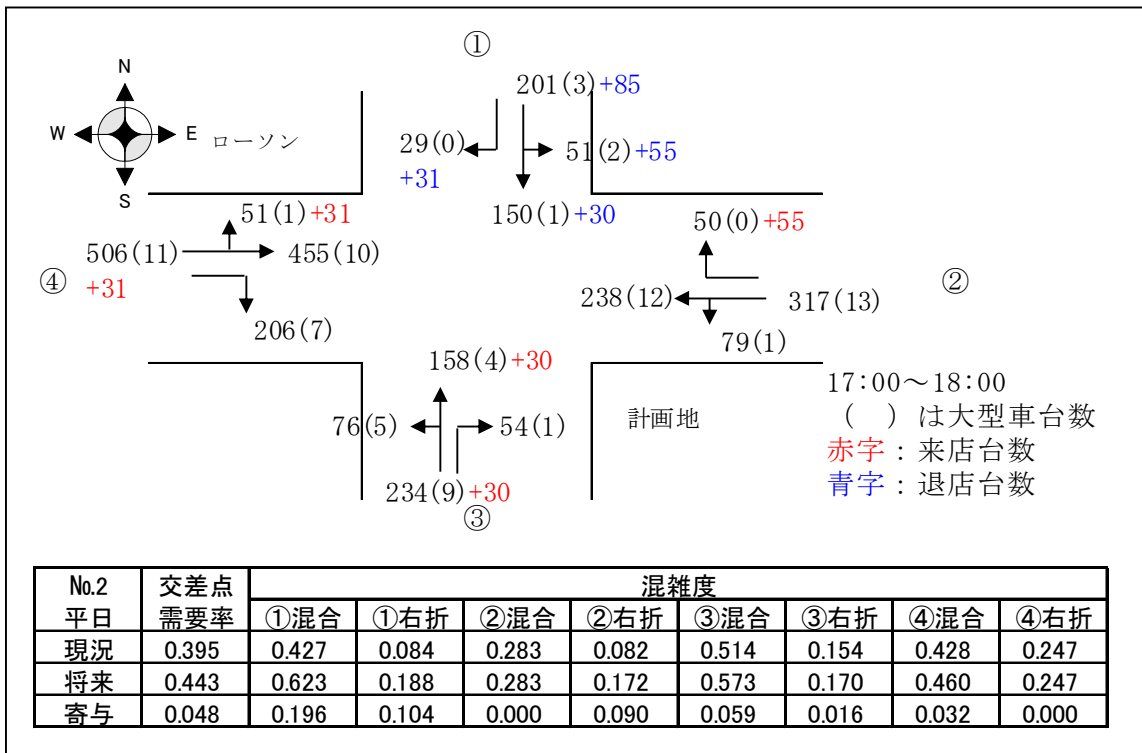 ①
N
201(3)+85
W E ローソン
29(0)
51(2)+55
+31
S
150(1)+30
51(1)+31
50(0)+55
506(11)
455(10)
④
+31
②
238(12)
317(13)
206(7)
79(1)
158(4)+30
17:00～18:00
76(5)
54(1)
計画地
( )は大型車台数
赤字：来店台数
青字：退店台数
234(9)+30
③
№2 交差点 混雑度
平日 需要率 ①混合 ①右折 ②混合 ②右折 ③混合 ③右折 ④混合 ④右折
現況 0.395 0.427 0.084 0.283 0.082 0.514 0.154 0.428 0.247
将来 0.443 0.623 0.188 0.283 0.172 0.573 0.170 0.460 0.247
寄与 0.048 0.196 0.104 0.000 0.090 0.059 0.016 0.032 0.000